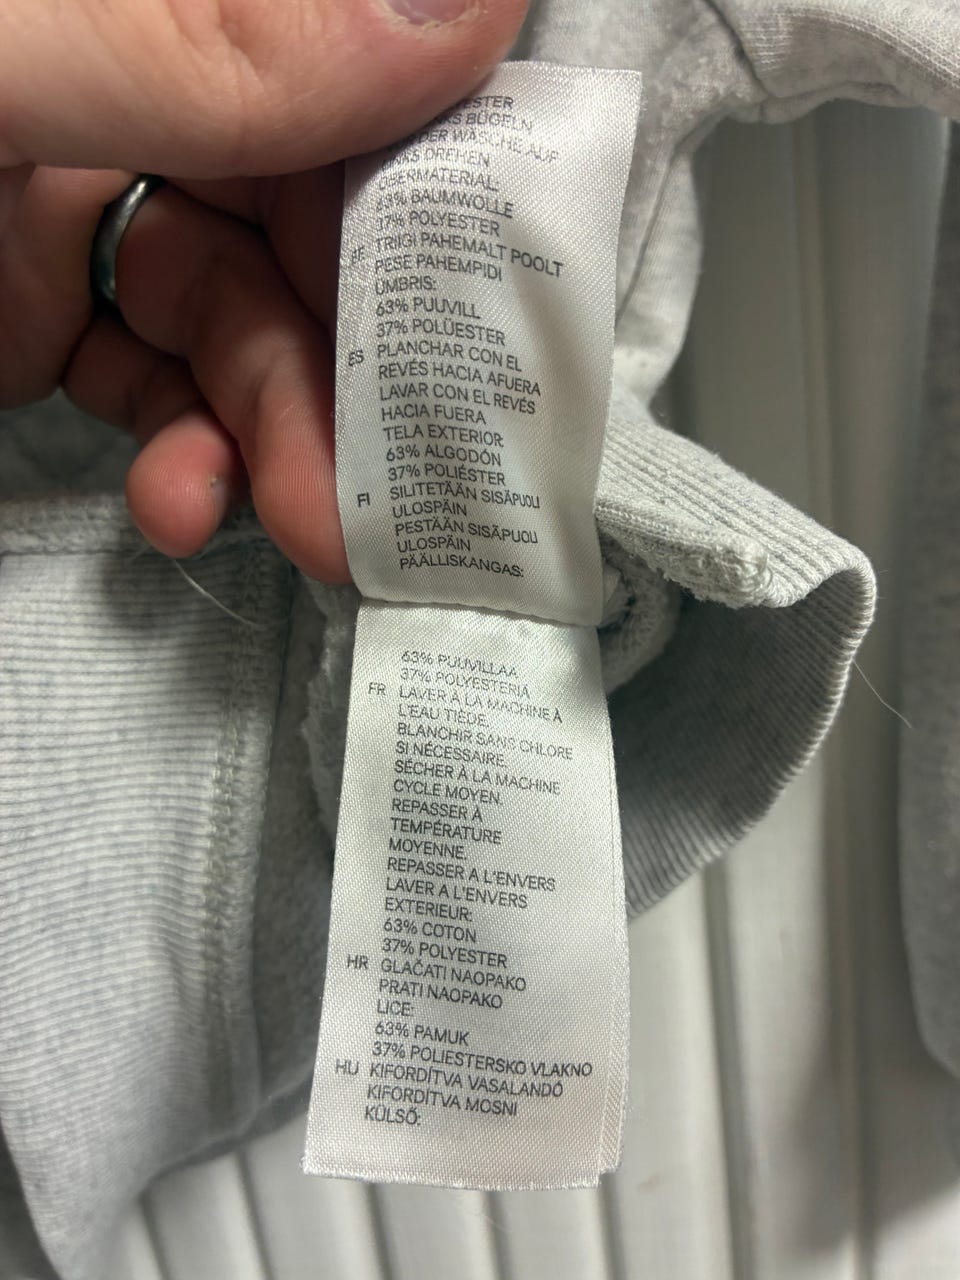 BÜGELN
DER WÄSCHE AUF
LINKS DREHEN
OBERMATERIAL:
63% BAUMWOLLE
37% POLYESTER
TRIIGI PAHEMALT POOLT
PESE PAHEMPIDI
ÜMBRIS:
63% PUUVILL
37% POLÜESTER
ES PLANCHAR CON EL
REVÉS HACIA AFUERA
LAVAR CON EL REVÉS
HACIA FUERA
TELA EXTERIOR
63% ALGODÓN
37% POLIÉSTER
FI SILITETÄÄN SISÄPUOLI
ULOSPÄIN
PESTÄÄN SISÄPUOLI
ULOSPÄIN
PÄÄLLISKANGAS:
63% PUUVILLAA
37% POLYESTERIÄ
FR LAVER À LA MACHINE À
L'EAU TIÈDE.
BLANCHIR SANS CHLORE
SI NÉCESSAIRE.
SÉCHER À LA MACHINE
CYCLE MOYEN.
REPASSER À
TEMPÉRATURE
MOYENNE.
REPASSER A L'ENVERS
LAVER A L'ENVERS
EXTERIEUR:
63% COTON
37% POLYESTER
HR GLAČATI NAOPAKO
PRATI NAOPAKO
LICE:
63% PAMUK
37% POLIESTERSKO VLAKNO
HU KIFORDÍTVA VASALANDÓ
KIFORDÍTVA MOSNI
KÜLSŐ: